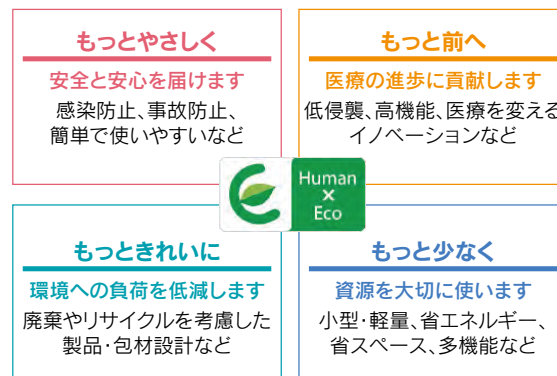 もっとやさしく
安全と安心を届けます
感染防止、事故防止、
簡単で使いやすいなど
もっと前へ
医療の進歩に貢献します
低侵襲、高機能、医療を変える
イノベーションなど
Human
×
Eco
もっときれいに
環境への負荷を低減します
廃棄やリサイクルを考慮した
製品・包材設計など
もっと少なく
資源を大切に使います
小型・軽量、省エネルギー、
省スペース、多機能など